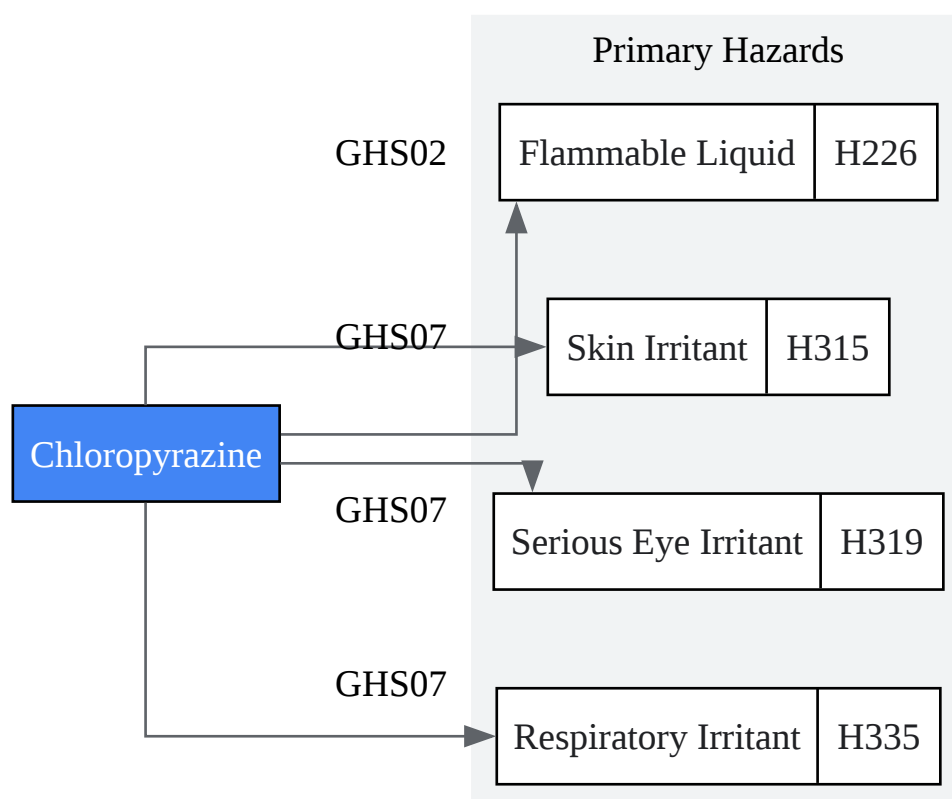 Primary Hazards
GHS02
Flammable Liquid H226
GHS07
Skin Irritant H315
Chloropyrazine
GHS07
Serious Eye Irritant H319
GHS07
Respiratory Irritant H335